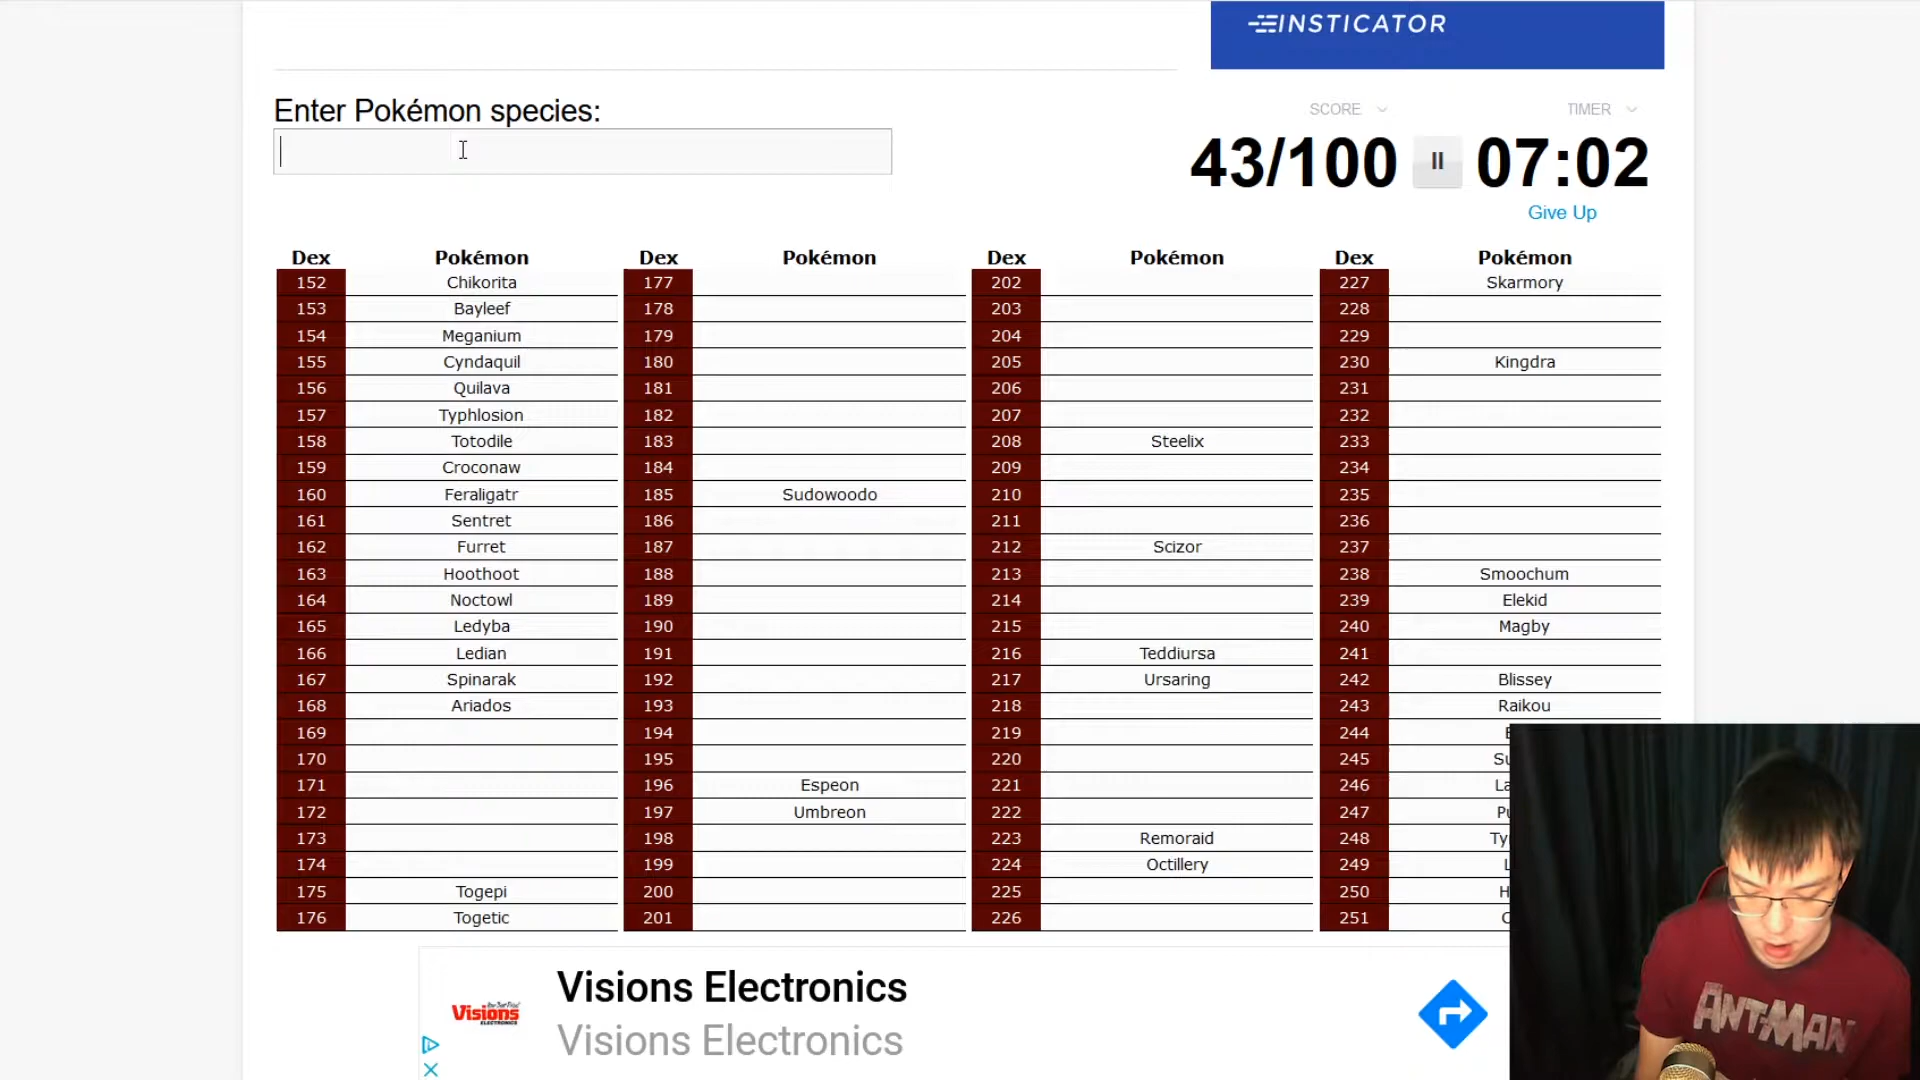 INSTICATOR
Enter Pokémon species:
SCORE
TIMER
43/100
07:02
Give Up
Dex Pokémon Dex Pokémon Dex Pokémon Dex Pokémon
152 Chikorita 177 202 227 Skarmory
153 Bayleef 178 203 228
154 Meganium 179 204 229
155 Cyndaquil 180 205 230 Kingdra
156 Quilava 181 206 231
157 Typhlosion 182 207 232
158 Totodile 183 208 Steelix 233
159 Croconaw 184 209 234
160 Feraligatr 185 Sudowoodo 210 235
161 Sentret 186 211 236
162 Furret 187 212 Scizor 237
163 Hoothoot 188 213 238 Smoochum
164 Noctowl 189 214 239 Elekid
165 Ledyba 190 215 240 Magby
166 Ledian 191 216 Teddiursa 241
167 Spinarak 192 217 Ursaring 242 Blissey
168 Ariados 193 218 243 Raikou
169 194 219 244 E
170 195 220 245 Su
171 196 Espeon 221 246 La
172 197 Umbreon 222 247 Pu
173 198 223 Remoraid 248 Ty
174 199 224 Octillery 249 L
175 Togepi 200 225 250 H
176 Togetic 201 226 251 C
Visions Electronics
Visions
ELECTRONICS
Visions Electronics
ANT-MAN